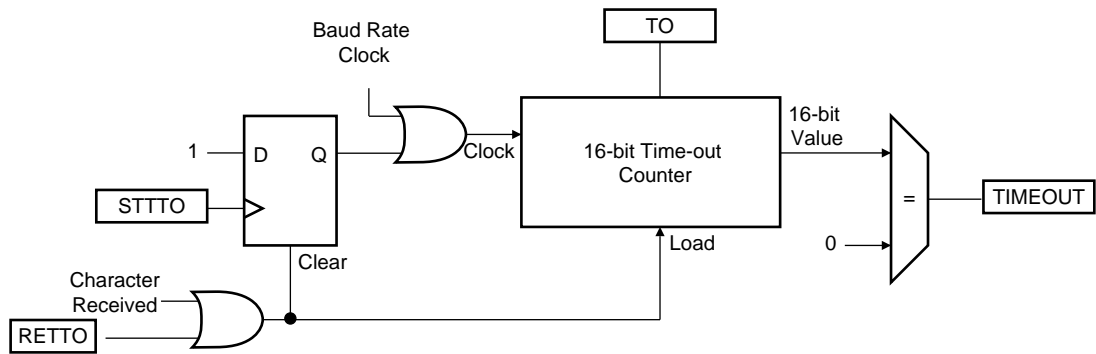 Baud Rate
Clock
TO
1
D
Q
Clock
16-bit Time-out
Counter
16-bit
Value
STTTO
=
TIMEOUT
Clear
Load
0
Character
Received
RETTO